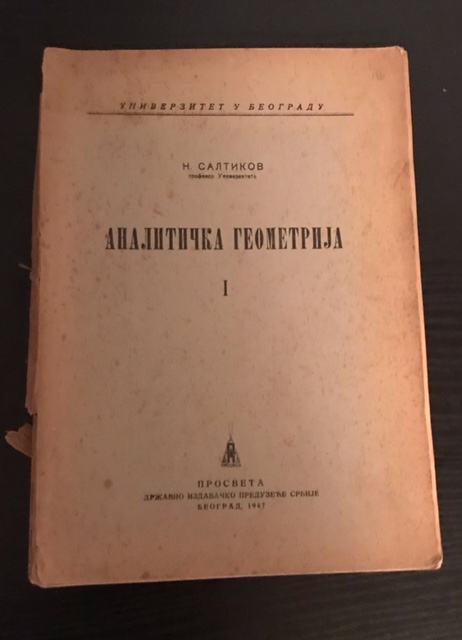 УНИВЕРЗИТЕТ У БЕОГРАДУ
Н. САЛТИКОВ
професор Универзитета
АНАЛИТИЧКА ГЕОМЕТРИЈА
I
ПРОСВЕТА
ДРЖАВНО ИЗДАВАЧКО ПРЕДУЗЕЋЕ СРБИЈЕ
БЕОГРАД, 1947